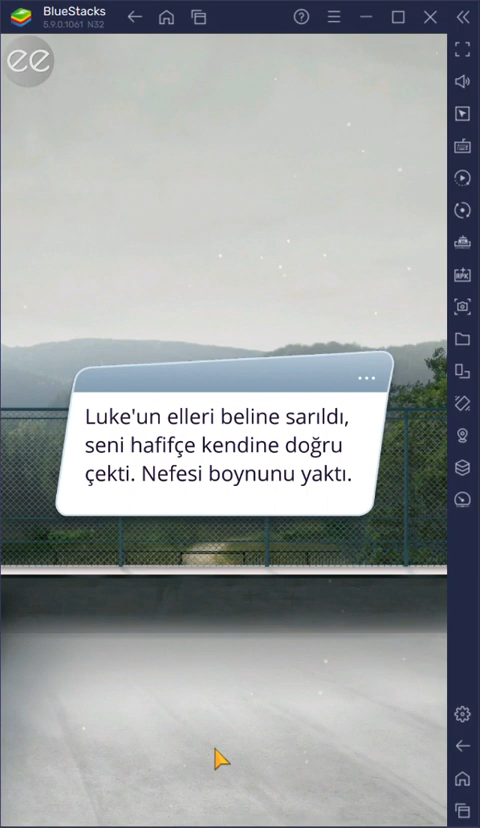 BlueStacks
5.9.0.1061 N32
ee
Luke'un elleri beline sarıldı,
seni hafifçe kendine doğru
çekti. Nefesi boynunu yaktı.